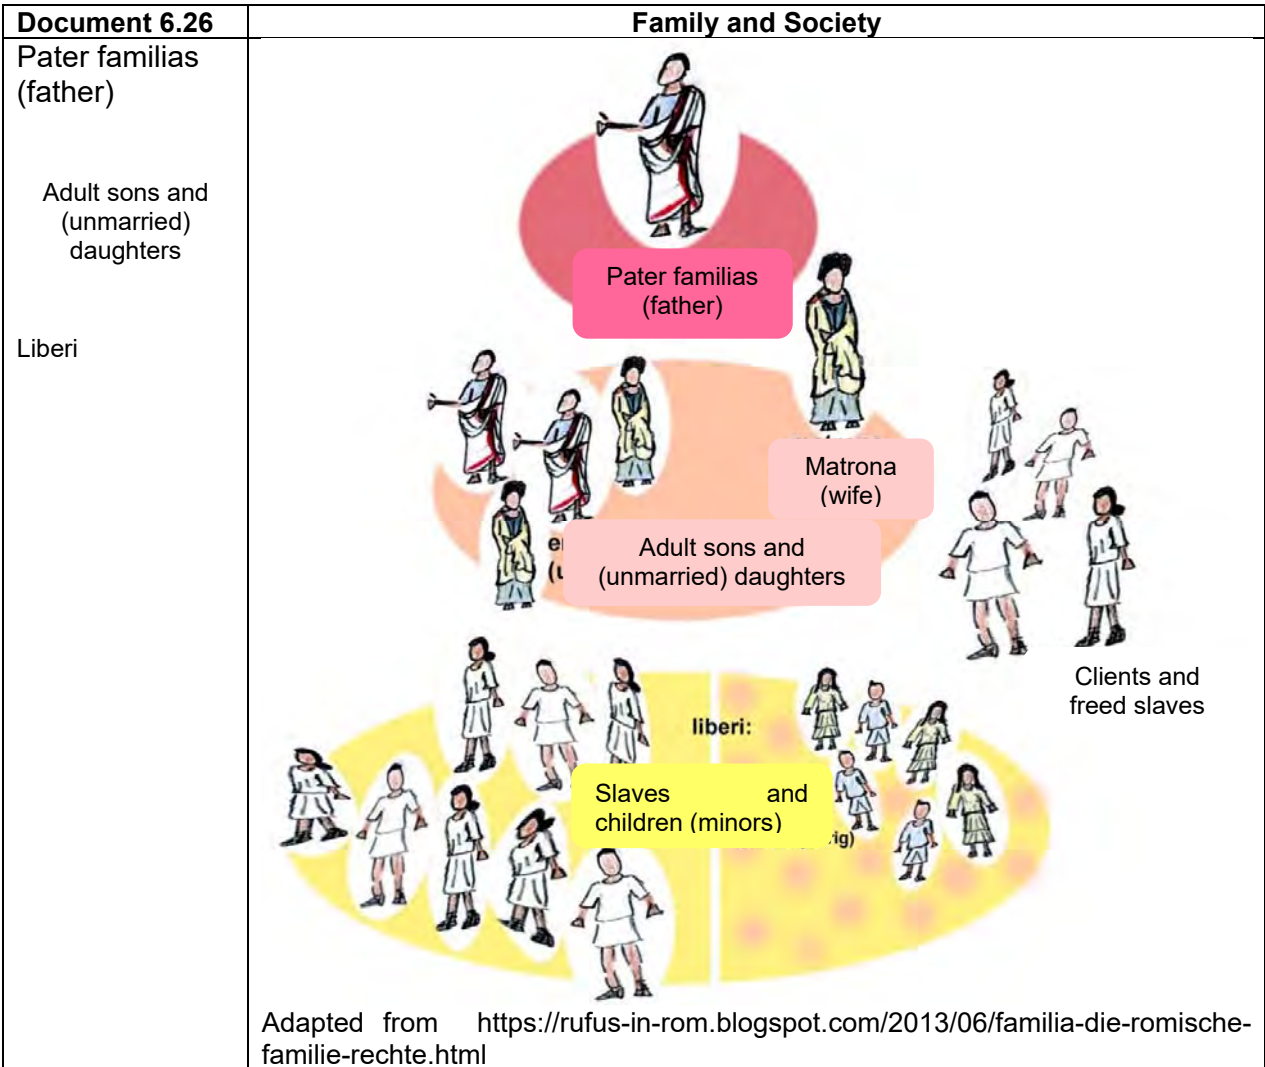 Document 6.26
Family and Society
Pater familias
(father)
Adult sons and
(unmarried)
daughters
Liberi
Pater familias
(father)
Matrona
(wife)
Adult sons and
(unmarried) daughters
Clients and
freed slaves
liberi:
Slaves and
children (minors)
Adapted from https://rufus-in-rom.blogspot.com/2013/06/familia-die-romische-
familie-rechte.html